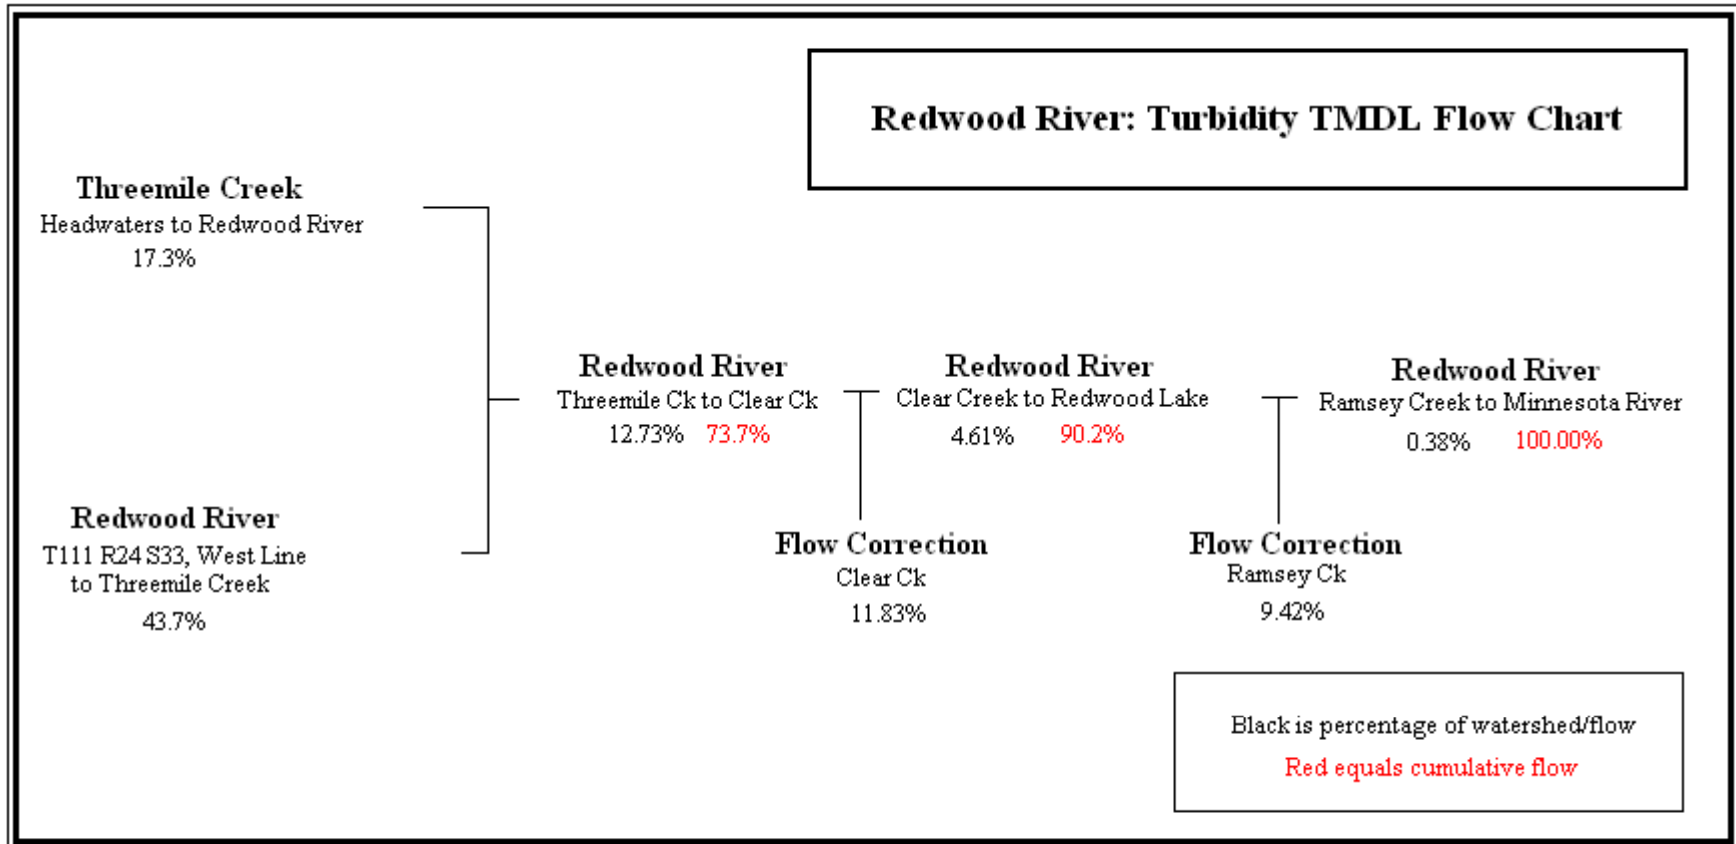 Redwood River: Turbidity TMDL Flow Chart
Threemile Creek
Headwaters to Redwood River
17.3%
Redwood River
T111 R24 S33, West Line
to Threemile Creek
43.7%
Redwood River
Threemile Ck to Clear Ck
12.73% 73.7%
Flow Correction
Clear Ck
11.83%
Redwood River
Clear Creek to Redwood Lake
4.61% 90.2%
Flow Correction
Ramsey Ck
9.42%
Redwood River
Ramsey Creek to Minnesota River
0.38% 100.00%
Black is percentage of watershed/flow
Red equals cumulative flow